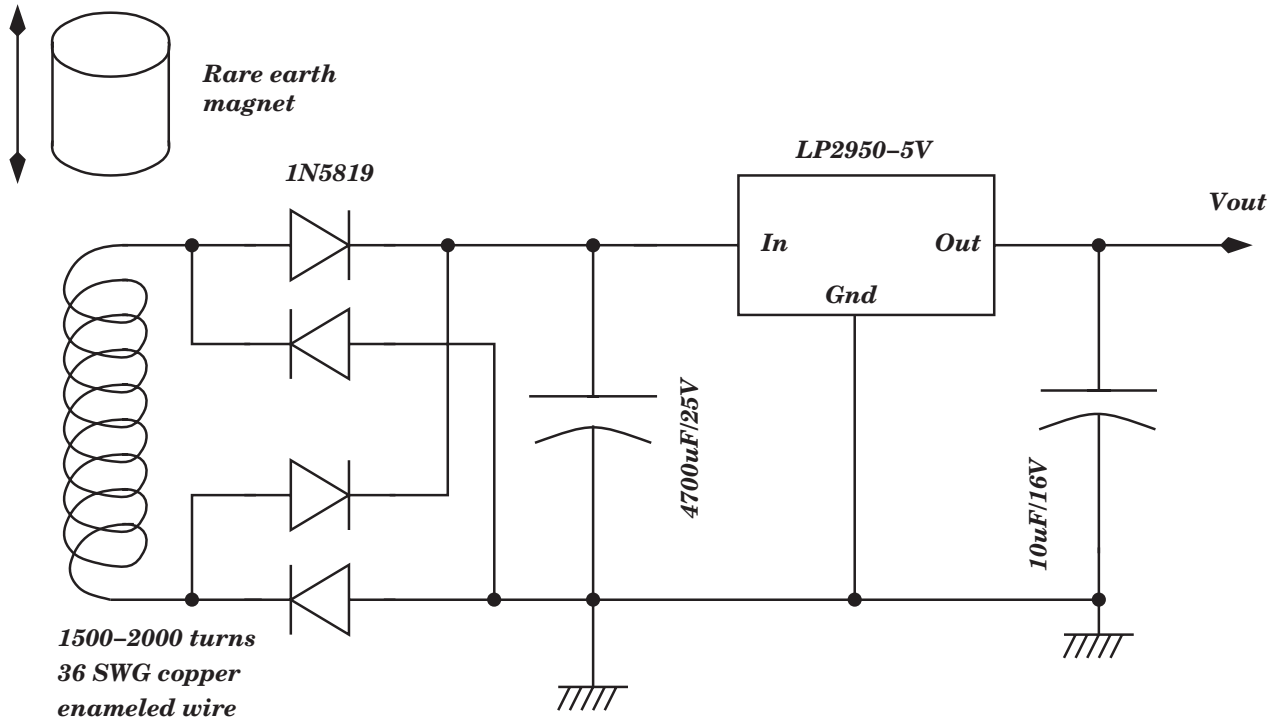 Rare earth
magnet
1N5819
LP2950–5V
Vout
In
Out
Gnd
4700uF/25V
10uF/16V
1500–2000 turns
36 SWG copper
enameled wire